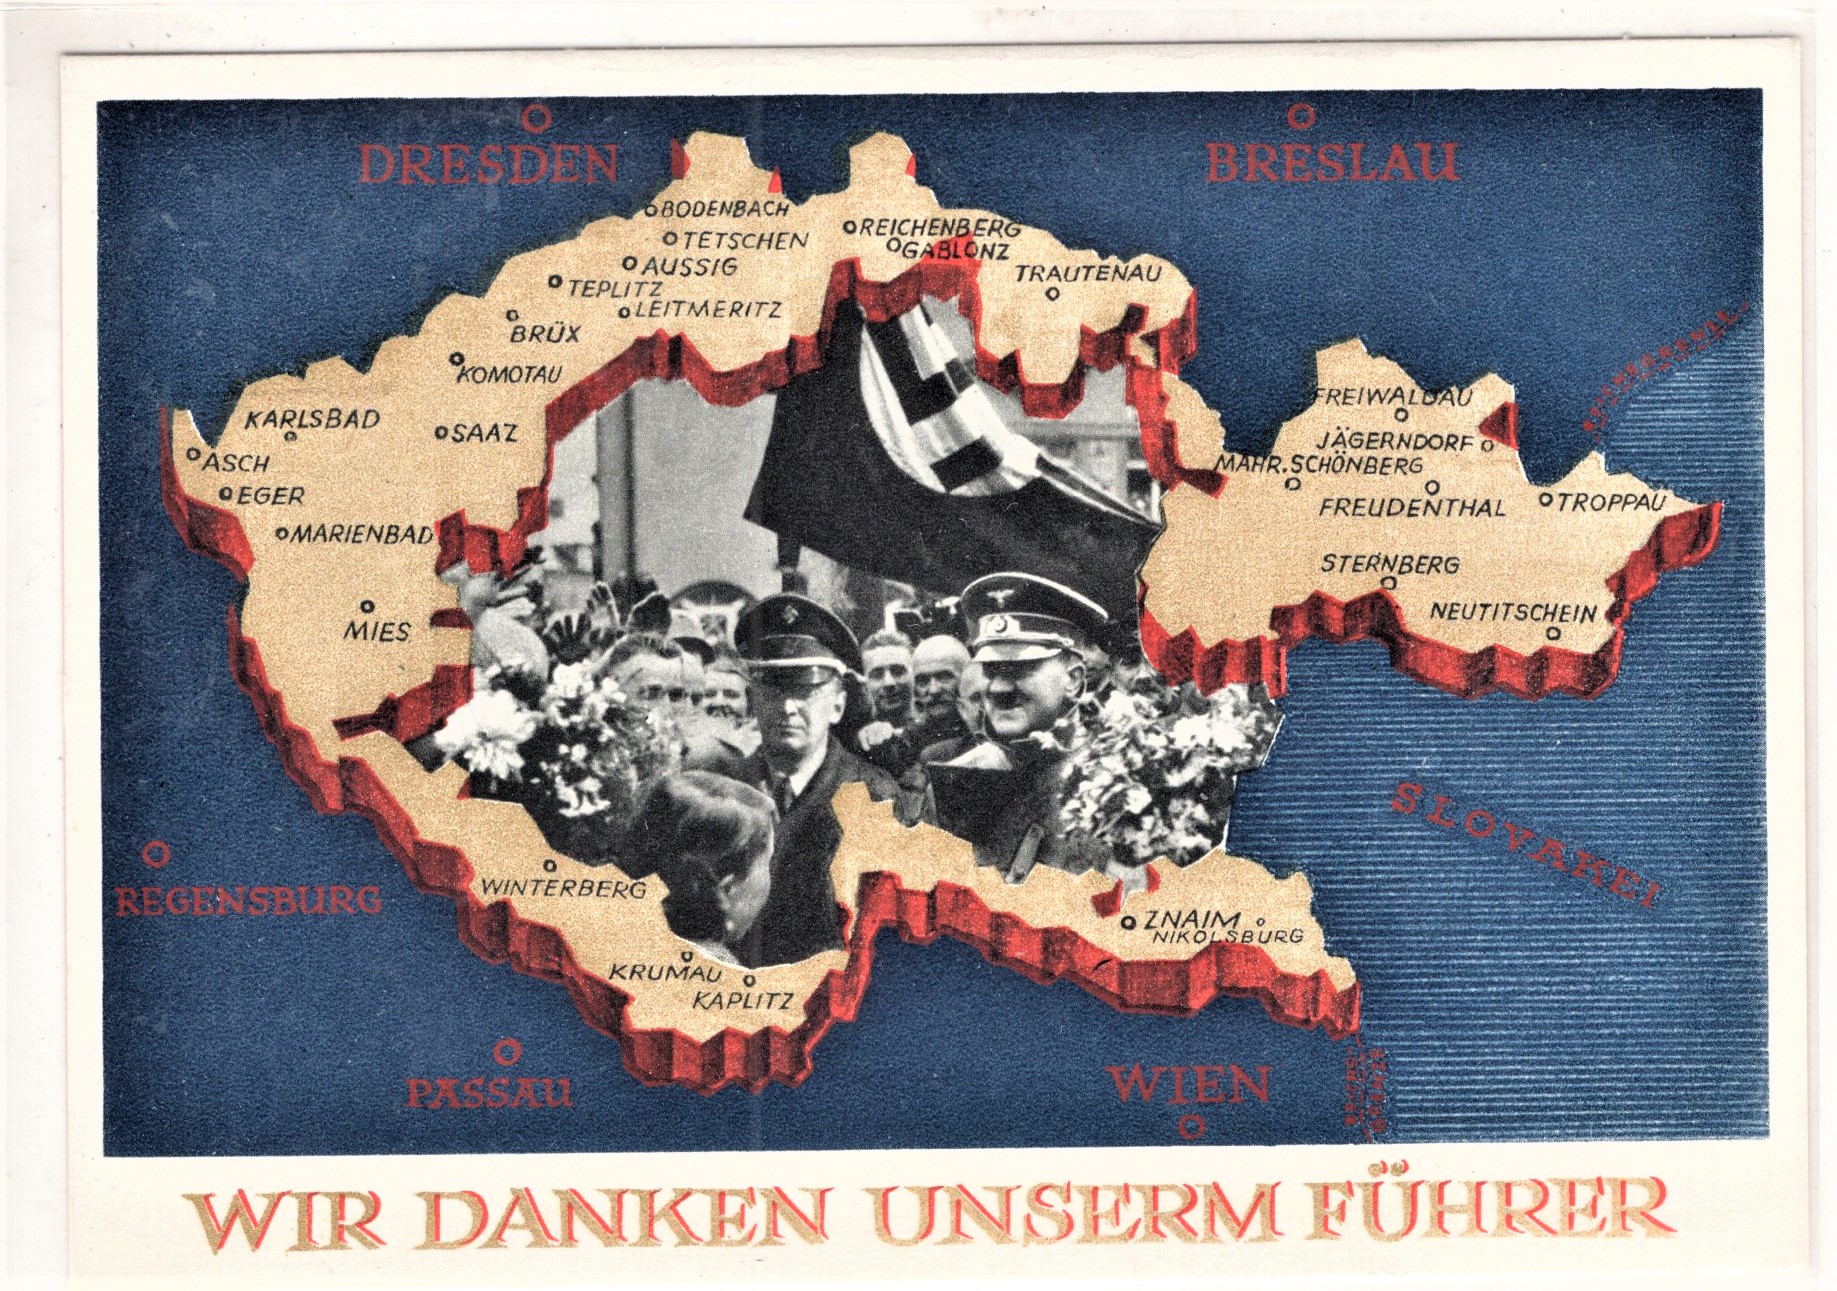 DRESDEN
BRESLAU
BODENBACH
TETSCHEN
AUSSIG
TEPLITZ
LEITMERITZ
BRÜX
KOMOTAU
REICHENBERG
GABLONZ
TRAUTENAU
KARLSBAD
SAAZ
ASCH
EGER
MARIENBAD
MIES
FREIWALDAU
JÄGERNDORF
MÄHR.SCHÖNBERG
FREUDENTHAL
TROPPAU
STERNBERG
NEUTITSCHEIN
SLOVAKEI
REGENSBURG
WINTERBERG
KRUMAU
KAPLITZ
ZNAIM
NIKOLSBURG
PASSAU
WIEN
WIR DANKEN UNSERM FÜHRER